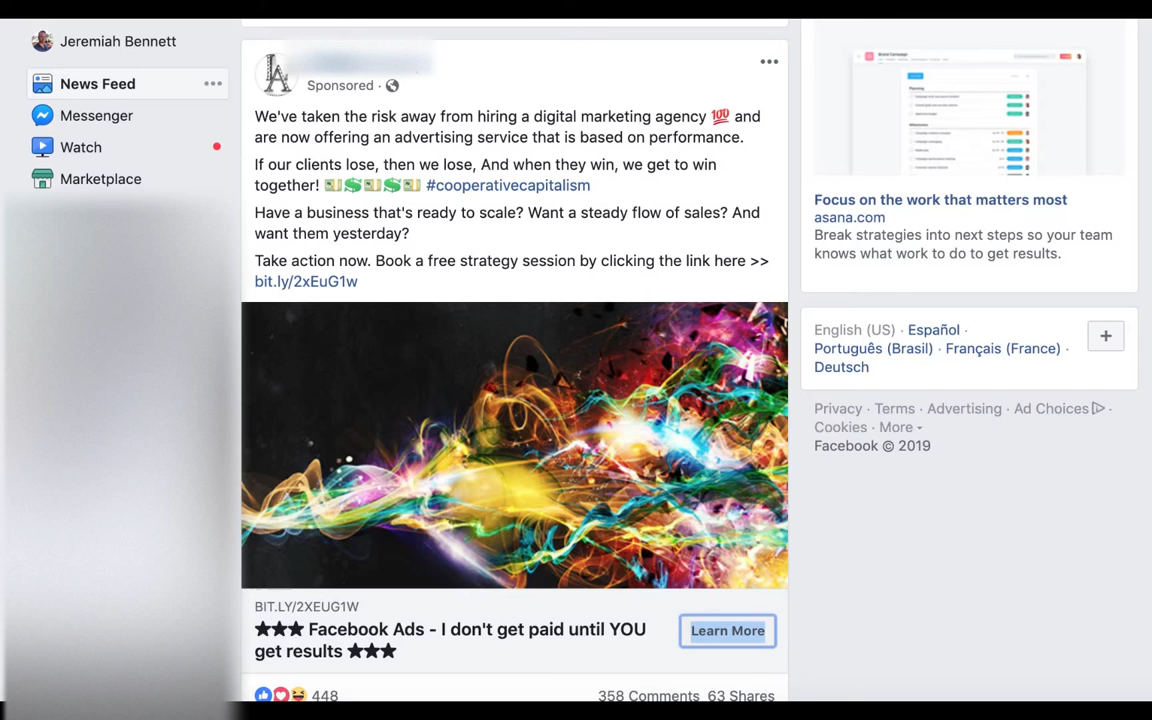 Jeremiah Bennett
News Feed
Messenger
Watch
Marketplace
LA
Sponsored ·
We've taken the risk away from hiring a digital marketing agency 💯 and
are now offering an advertising service that is based on performance.
If our clients lose, then we lose, And when they win, we get to win
together! 💵💲💵💲💵 #cooperativecapitalism
Have a business that's ready to scale? Want a steady flow of sales? And
want them yesterday?
Take action now. Book a free strategy session by clicking the link here >>
bit.ly/2xEuG1w
BIT.LY/2XEUG1W
★★★ Facebook Ads - I don't get paid until YOU
get results ★★★
Learn More
448
358 Comments 63 Shares
Focus on the work that matters most
asana.com
Break strategies into next steps so your team
knows what work to do to get results.
English (US) · Español ·
Português (Brasil) · Français (France) ·
Deutsch
+
Privacy · Terms · Advertising · Ad Choices ·
Cookies · More
Facebook © 2019